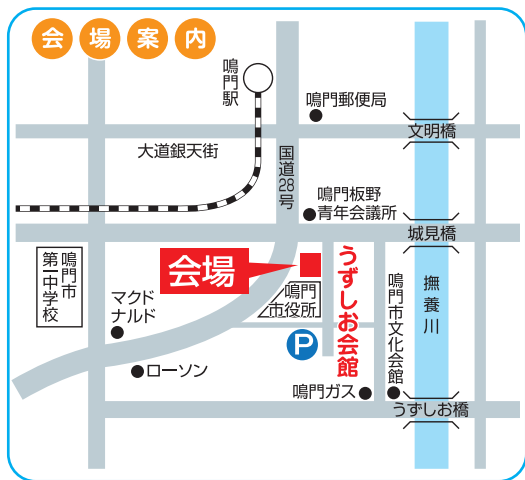 会場案内
鳴門駅
鳴門郵便局
文明橋
大道銀天街
国道28号
鳴門板野
青年会議所
城見橋
鳴門市
第一中学校
会場
うずしお会館
鳴門
市役所
鳴門市文化会館
撫養川
マクド
ナルド
P
ローソン
鳴門ガス
うずしお橋